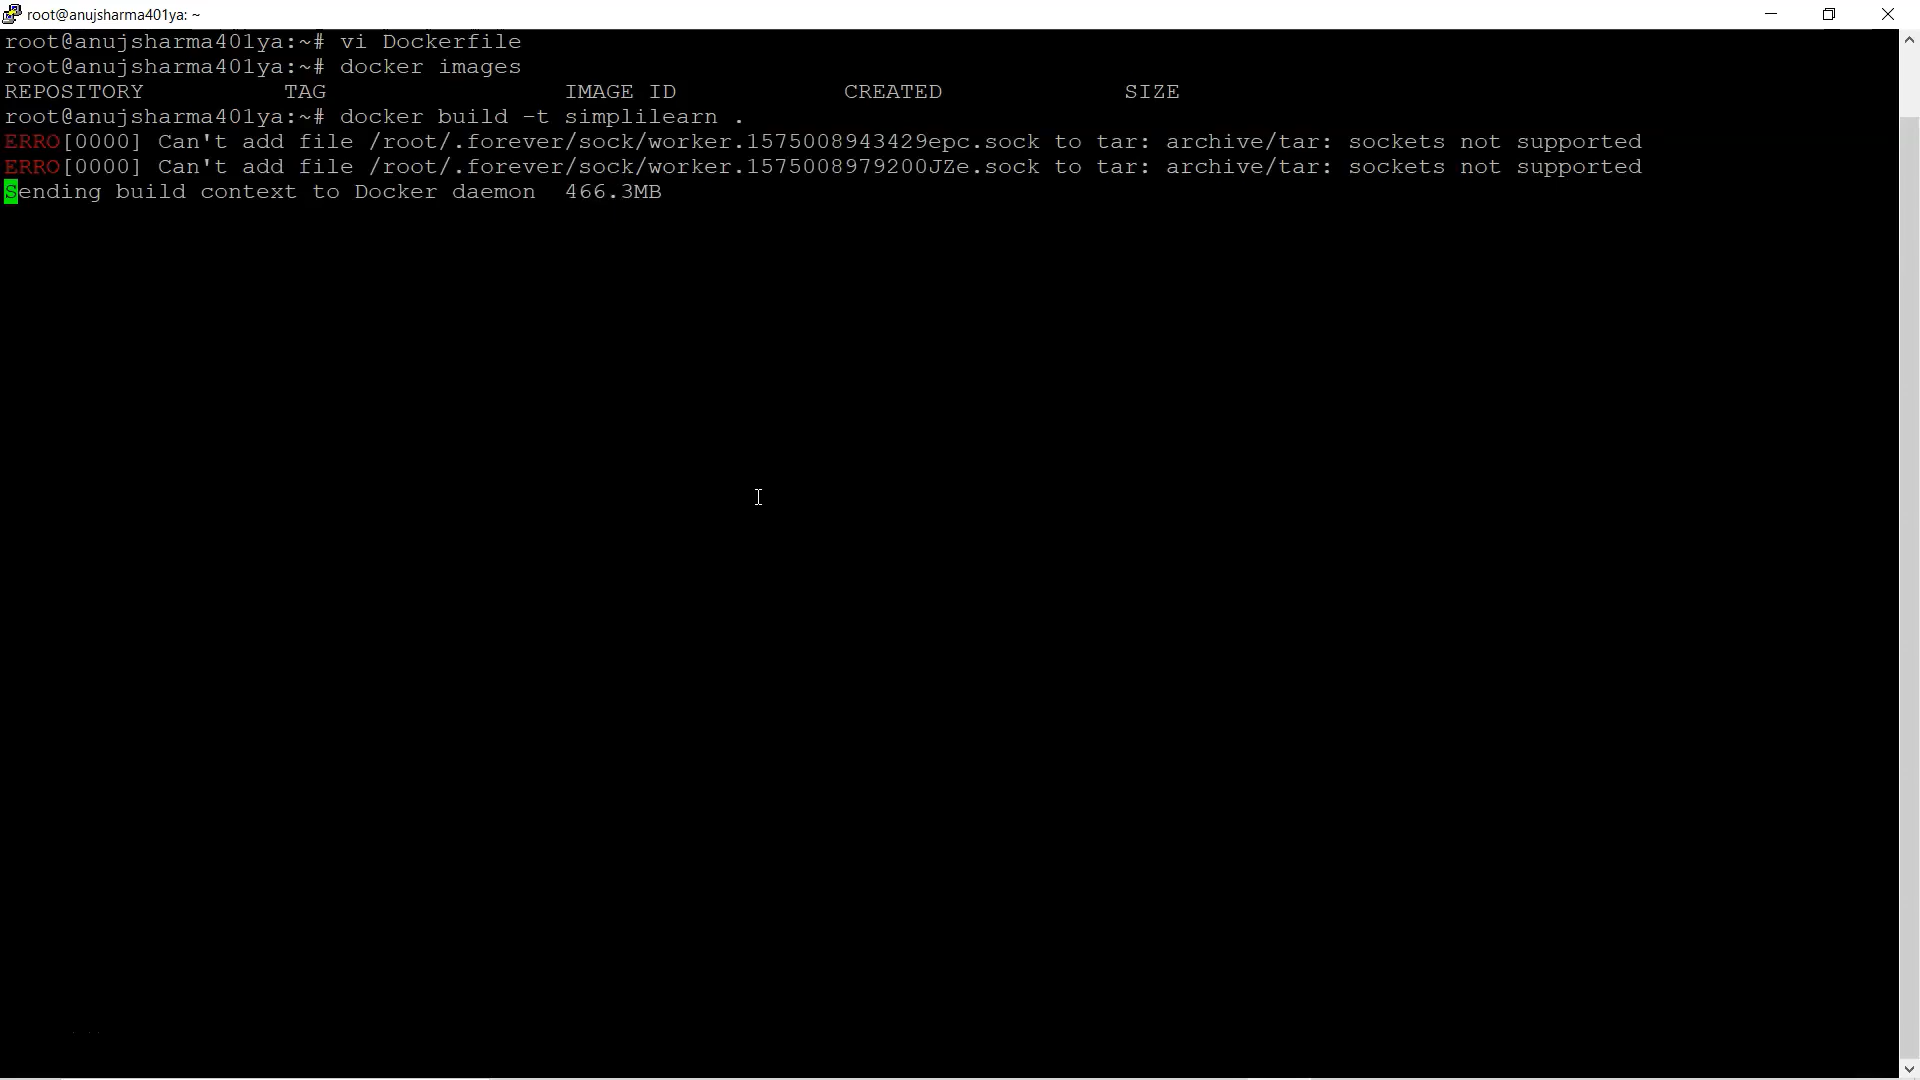 root@anujsharma401ya: ~
root@anujsharma401ya:~# vi Dockerfile
root@anujsharma401ya:~# docker images
REPOSITORY TAG IMAGE ID CREATED SIZE
root@anujsharma401ya:~# docker build -t simplilearn .
ERRO[0000] Can't add file /root/.forever/sock/worker.1575008943429epc.sock to tar: archive/tar: sockets not supported
ERRO[0000] Can't add file /root/.forever/sock/worker.1575008979200JZe.sock to tar: archive/tar: sockets not supported
Sending build context to Docker daemon 466.3MB